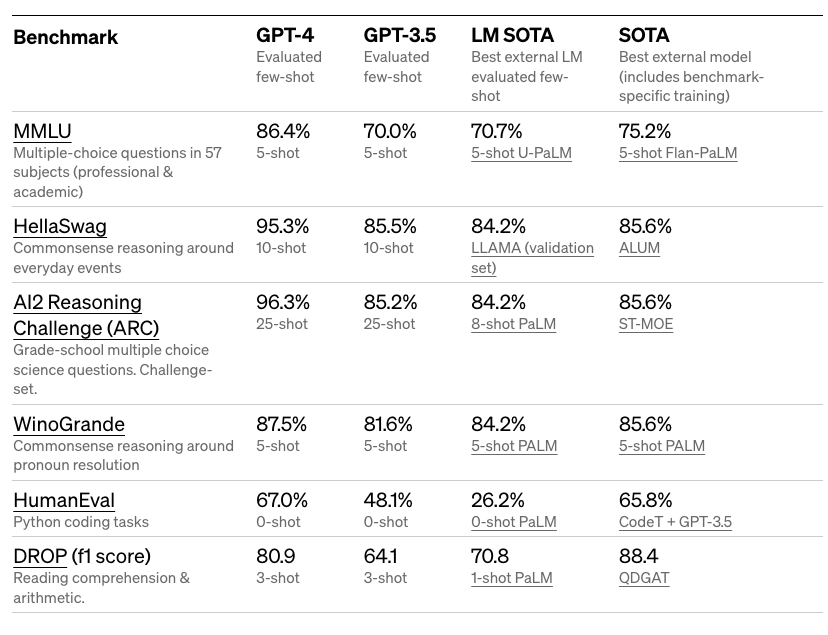 Benchmark GPT-4 GPT-3.5 LM SOTA SOTA
Evaluated few-shot Evaluated few-shot Best external LM evaluated few-shot Best external model (includes benchmark-specific training)
MMLU 86.4% 70.0% 70.7% 75.2%
Multiple-choice questions in 57 5-shot 5-shot 5-shot U-PaLM 5-shot Flan-PaLM
subjects (professional &
academic)
HellaSwag 95.3% 85.5% 84.2% 85.6%
Commonsense reasoning around 10-shot 10-shot LLAMA (validation ALUM
everyday events set)
AI2 Reasoning 96.3% 85.2% 84.2% 85.6%
Challenge (ARC) 25-shot 25-shot 8-shot PaLM ST-MOE
Grade-school multiple choice
science questions. Challenge-
set.
WinoGrande 87.5% 81.6% 84.2% 85.6%
Commonsense reasoning around 5-shot 5-shot 5-shot PALM 5-shot PALM
pronoun resolution
HumanEval 67.0% 48.1% 26.2% 65.8%
Python coding tasks 0-shot 0-shot 0-shot PaLM CodeT + GPT-3.5
DROP (f1 score) 80.9 64.1 70.8 88.4
Reading comprehension & 3-shot 3-shot 1-shot PaLM QDGAT
arithmetic.